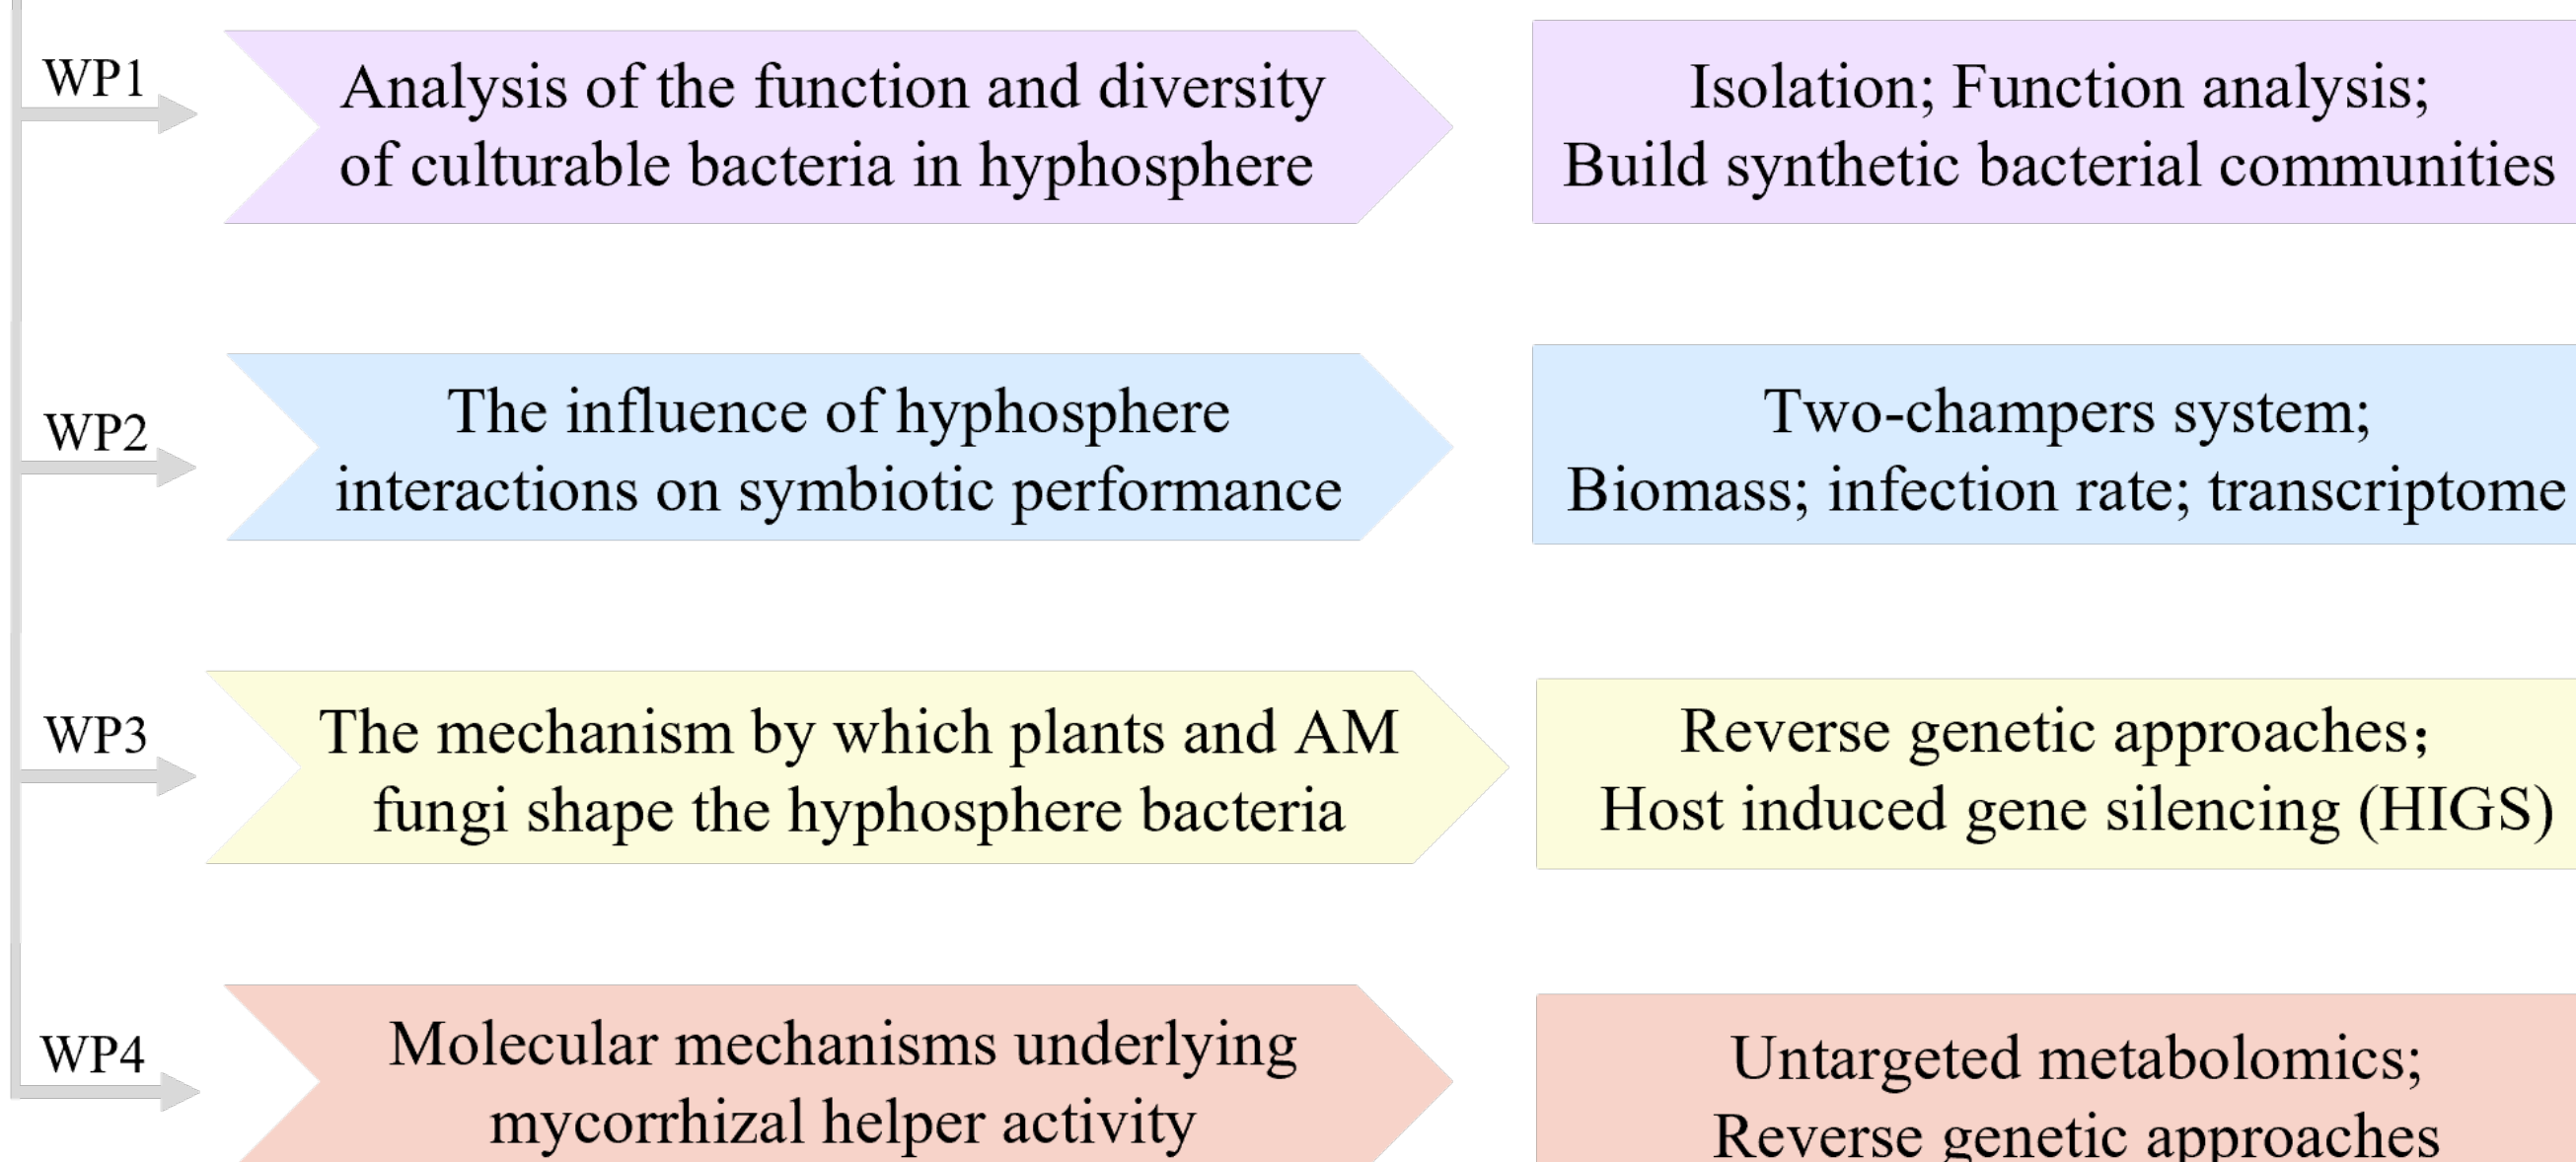 WP1
Analysis of the function and diversity
of culturable bacteria in hyphosphere
Isolation; Function analysis;
Build synthetic bacterial communities
WP2
The influence of hyphosphere
interactions on symbiotic performance
Two-champers system;
Biomass; infection rate; transcriptome
WP3
The mechanism by which plants and AM
fungi shape the hyphosphere bacteria
Reverse genetic approaches；
Host induced gene silencing (HIGS)
WP4
Molecular mechanisms underlying
mycorrhizal helper activity
Untargeted metabolomics;
Reverse genetic approaches